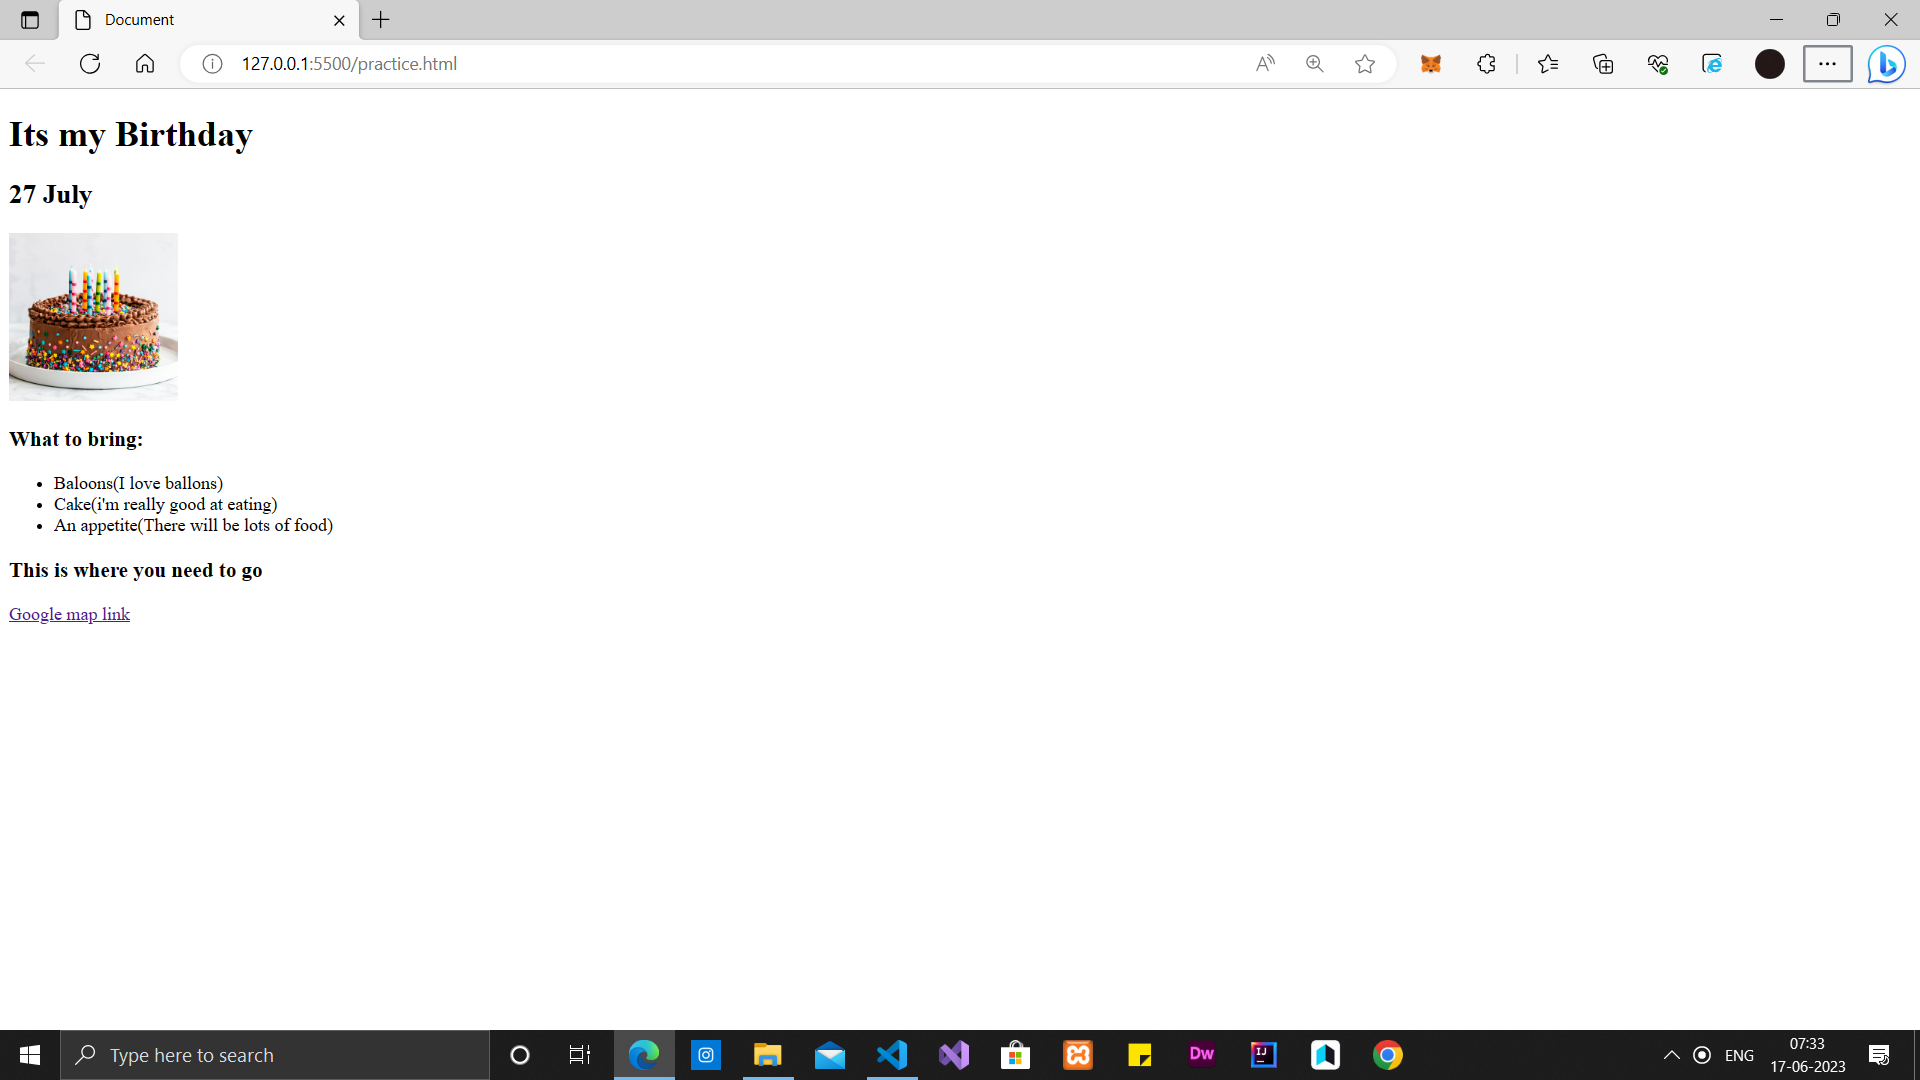 Document
127.0.0.1:5500/practice.html
Its my Birthday
27 July
What to bring:
Baloons(I love ballons)
Cake(i'm really good at eating)
An appetite(There will be lots of food)
This is where you need to go
Google map link
Type here to search
Dw
IJ
ENG
07:33
17-06-2023